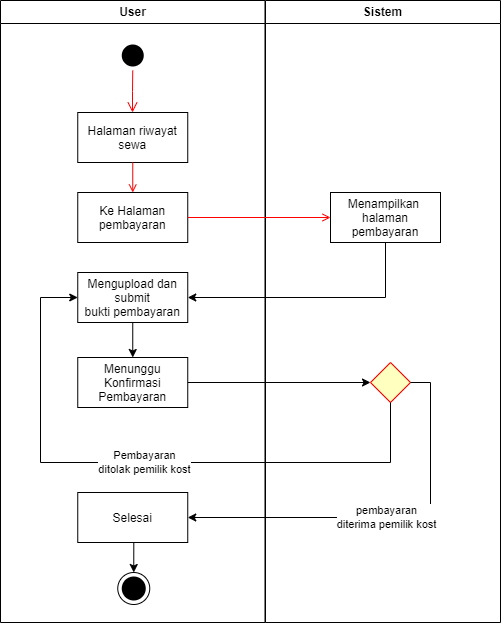 User
Sistem
Halaman riwayat
sewa
Ke Halaman
pembayaran
Menampilkan
halaman
pembayaran
Mengupload dan
submit
bukti pembayaran
Menunggu
Konfirmasi
Pembayaran
Pembayaran
ditolak pemilik kost
pembayaran
diterima pemilik kost
Selesai